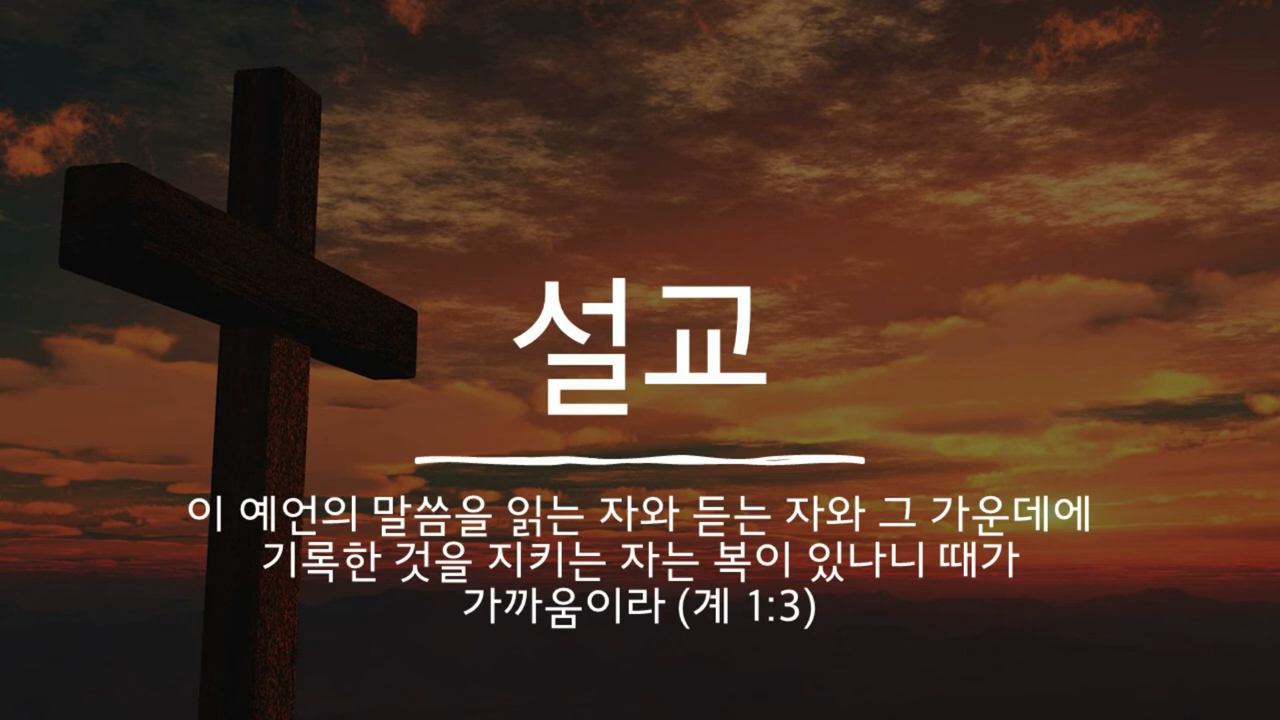 설교
이 예언의 말씀을 읽는 자와 듣는 자와 그 가운데에
기록한 것을 지키는 자는 복이 있나니 때가
가까움이라 (계 1:3)